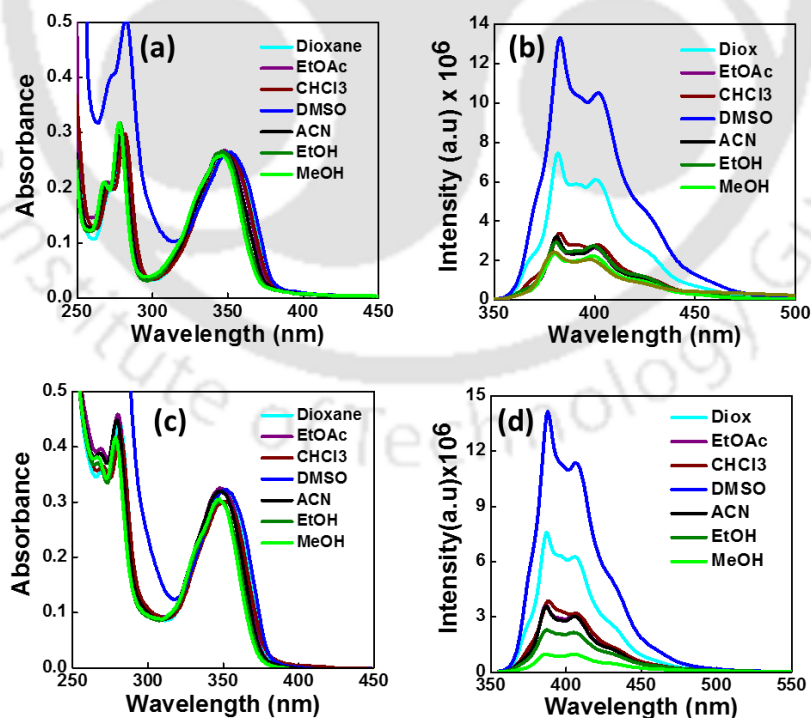 (a)
Dioxane
EtOAc
CHCl3
DMSO
ACN
EtOH
MeOH
Absorbance
0.5
0.4
0.3
0.2
0.1
0.0
250 300 350 400 450
Wavelength (nm)
(b)
Diox
EtOAc
CHCl3
DMSO
ACN
EtOH
MeOH
Intensity (a.u) x 10⁶
14
12
10
8
6
4
2
0
350 400 450 500
Wavelength (nm)
(c)
Dioxane
EtOAc
CHCl3
DMSO
ACN
EtOH
MeOH
Absorbance
0.5
0.4
0.3
0.2
0.1
0.0
250 300 350 400 450
Wavelength (nm)
(d)
Diox
EtOAc
CHCl3
DMSO
ACN
EtOH
MeOH
Intensity(a.u)x10⁶
15
12
9
6
3
0
350 400 450 500 550
Wavelength (nm)
nstitute of Technology